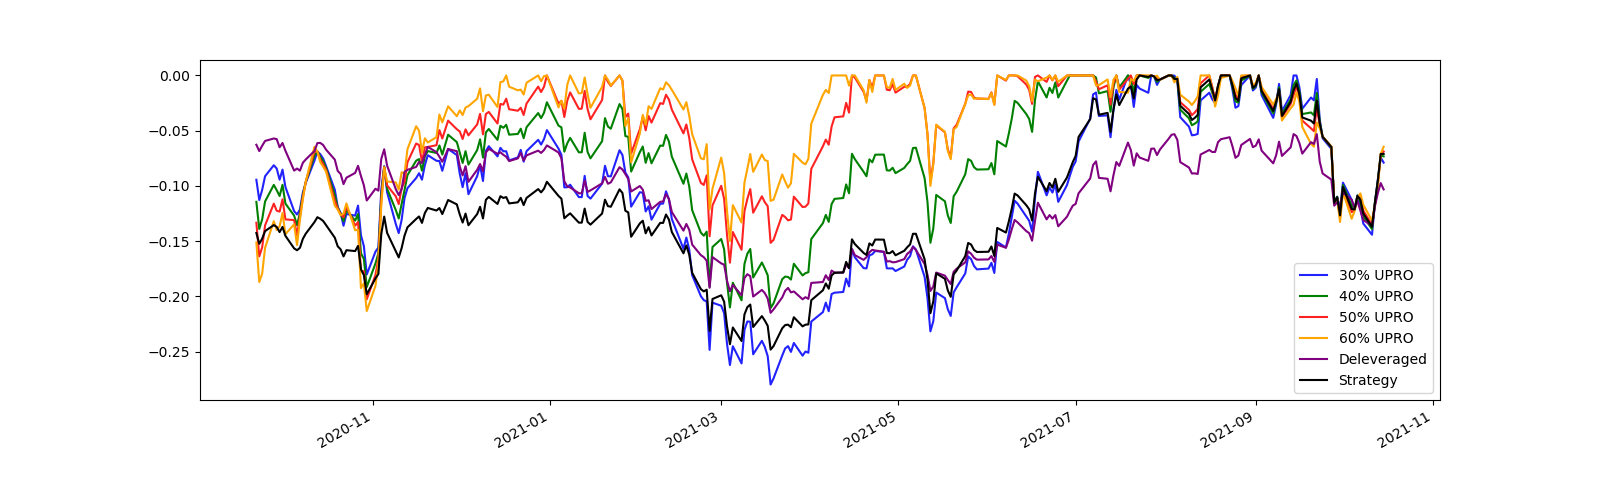 0.00
−0.05
−0.10
−0.15
−0.20
−0.25
30% UPRO
40% UPRO
50% UPRO
60% UPRO
Deleveraged
Strategy
2020-11
2021-01
2021-03
2021-05
2021-07
2021-09
2021-11